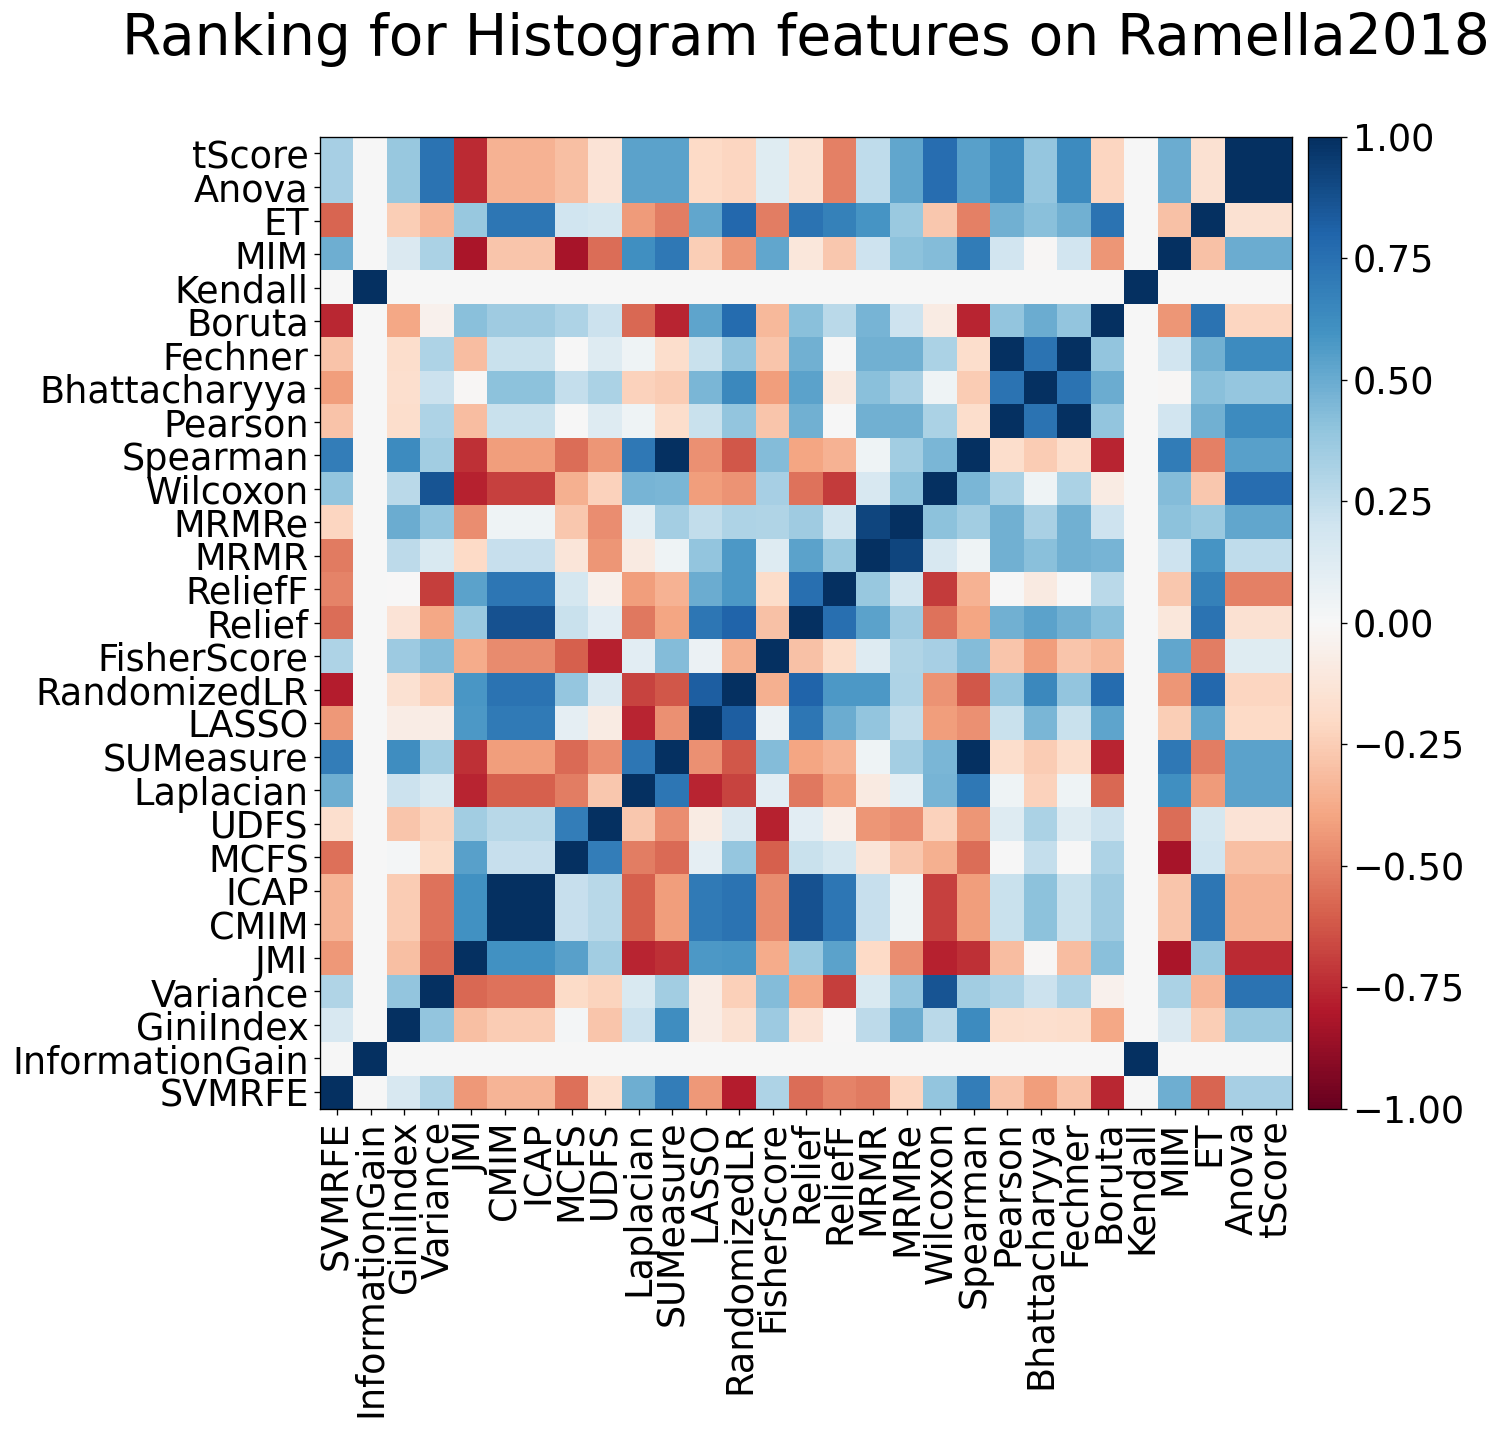 Ranking for Histogram features on Ramella2018
tScore
Anova
ET
MIM
Kendall
Boruta
Fechner
Bhattacharyya
Pearson
Spearman
Wilcoxon
MRMRe
MRMR
ReliefF
Relief
FisherScore
RandomizedLR
LASSO
SUMeasure
Laplacian
UDFS
MCFS
ICAP
CMIM
JMI
Variance
GiniIndex
InformationGain
SVMRFE
SVMRFE
InformationGain
GiniIndex
Variance
JMI
CMIM
ICAP
MCFS
UDFS
Laplacian
SUMeasure
LASSO
RandomizedLR
FisherScore
Relief
ReliefF
MRMR
MRMRe
Wilcoxon
Spearman
Pearson
Bhattacharyya
Fechner
Boruta
Kendall
MIM
ET
Anova
tScore
1.00
0.75
0.50
0.25
0.00
−0.25
−0.50
−0.75
−1.00